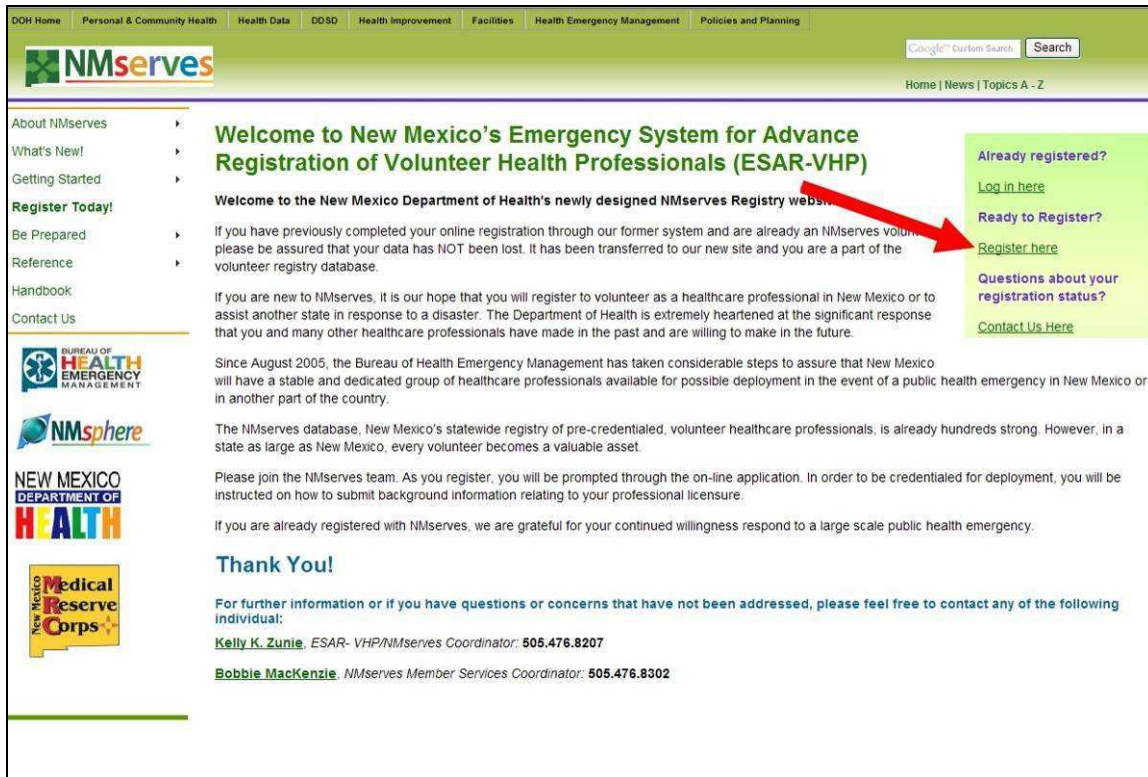 DOH Home Personal & Community Health Health Data DDSD Health Improvement Facilities Health Emergency Management Policies and Planning
NMserves
Google™ Custom Search Search
Home | News | Topics A - Z
About NMserves
What's New!
Getting Started
Register Today!
Be Prepared
Reference
Handbook
Contact Us
BUREAU OF
HEALTH
EMERGENCY
MANAGEMENT
NMsphere
NEW MEXICO
DEPARTMENT OF
HEALTH
New Mexico
Medical
Reserve
Corps
Welcome to New Mexico's Emergency System for Advance
Registration of Volunteer Health Professionals (ESAR-VHP)
Welcome to the New Mexico Department of Health's newly designed NMserves Registry
If you have previously completed your online registration through our former system and are already an NMserves
please be assured that your data has NOT been lost. It has been transferred to our new site and you are a part of the
volunteer registry database.
If you are new to NMserves, it is our hope that you will register to volunteer as a healthcare professional in New Mexico or to
assist another state in response to a disaster. The Department of Health is extremely heartened at the significant response
that you and many other healthcare professionals have made in the past and are willing to make in the future.
Since August 2005, the Bureau of Health Emergency Management has taken considerable steps to assure that New Mexico
will have a stable and dedicated group of healthcare professionals available for possible deployment in the event of a public health emergency in New Mexico or
in another part of the country.
The NMserves database, New Mexico's statewide registry of pre-credentialed, volunteer healthcare professionals, is already hundreds strong. However, in a
state as large as New Mexico, every volunteer becomes a valuable asset.
Please join the NMserves team. As you register, you will be prompted through the on-line application. In order to be credentialed for deployment, you will be
instructed on how to submit background information relating to your professional licensure.
If you are already registered with NMserves, we are grateful for your continued willingness respond to a large scale public health emergency.
Thank You!
For further information or if you have questions or concerns that have not been addressed, please feel free to contact any of the following
individual:
Kelly K. Zunie, ESAR- VHP/NMserves Coordinator: 505.476.8207
Bobbie MacKenzie, NMserves Member Services Coordinator: 505.476.8302
Already registered?
Log in here
Ready to Register?
Register here
Questions about your
registration status?
Contact Us Here